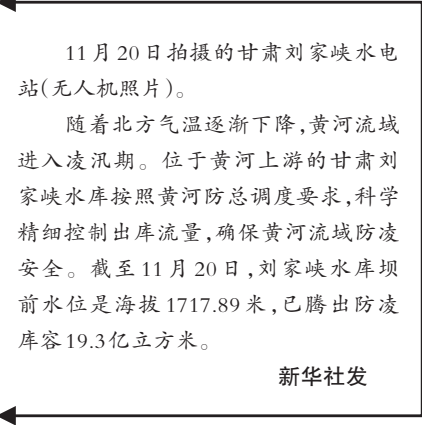 11月20日拍摄的甘肃刘家峡水电
站(无人机照片)。
随着北方气温逐渐下降,黄河流域
进入凌汛期。位于黄河上游的甘肃刘
家峡水库按照黄河防总调度要求,科学
精细控制出库流量,确保黄河流域防凌
安全。截至11月20日,刘家峡水库坝
前水位是海拔1717.89米,已腾出防凌
库容19.3亿立方米。
新华社发